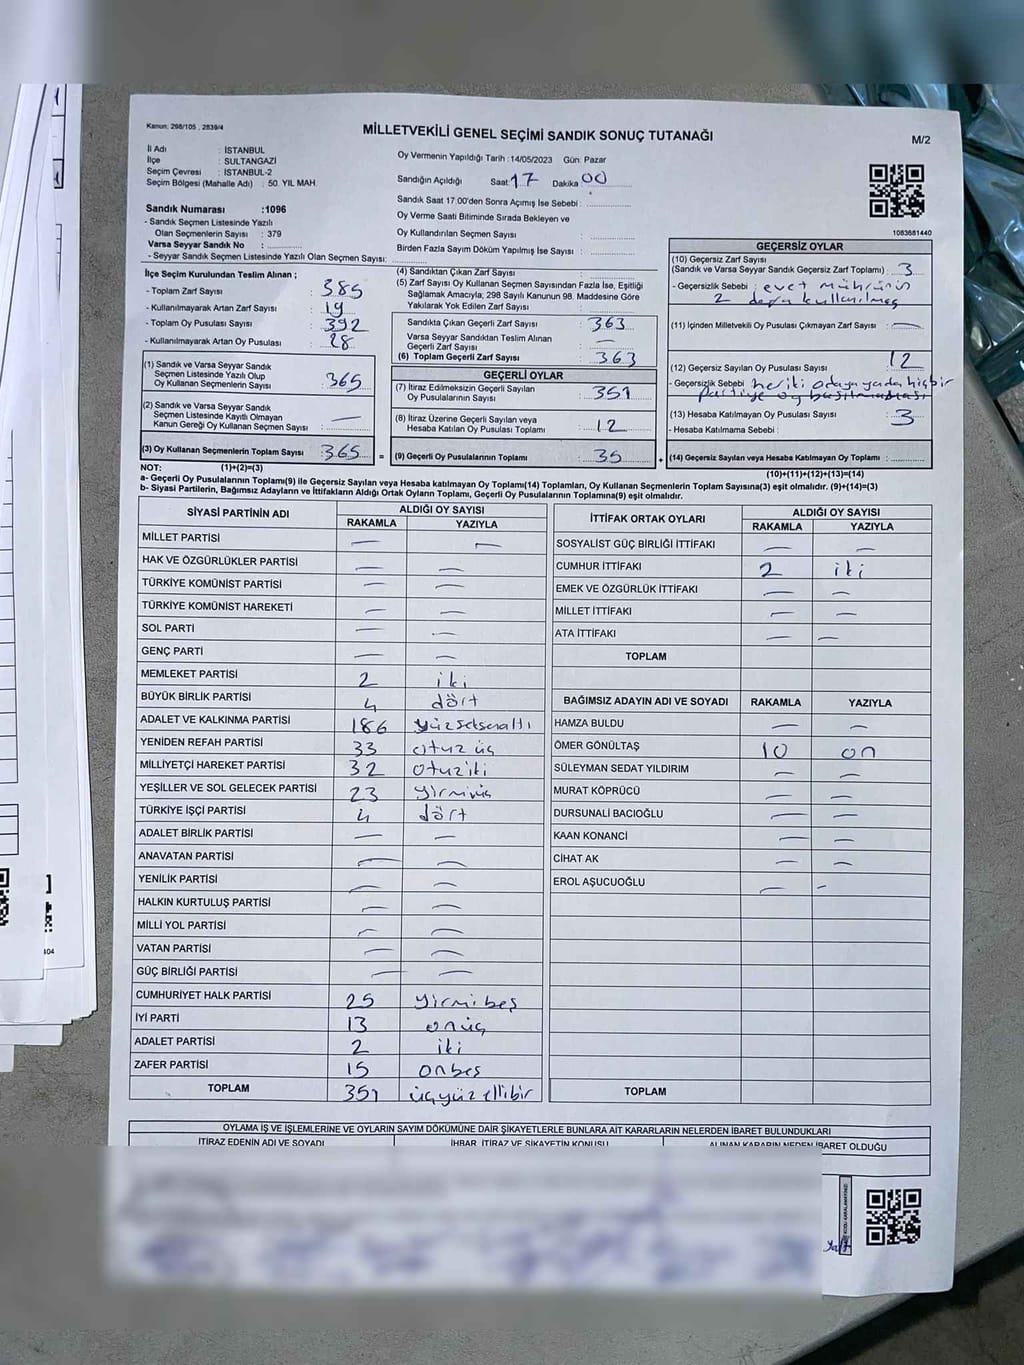 Kanun: 298/105 , 2839/4
MİLLETVEKİLİ GENEL SEÇİMİ SANDIK SONUÇ TUTANAĞI
M/2
İl Adı : İSTANBUL
İlçe : SULTANGAZİ
Seçim Çevresi : İSTANBUL-2
Seçim Bölgesi (Mahalle Adı) : 50. YIL MAH.
Sandık Numarası :1096
- Sandık Seçmen Listesinde Yazılı
Olan Seçmenlerin Sayısı : 379
Varsa Seyyar Sandık No :
- Seyyar Sandık Seçmen Listesinde Yazılı Olan Seçmen Sayısı:
Oy Vermenin Yapıldığı Tarih :14/05/2023 Gün: Pazar
Sandığın Açıldığı Saat 17 Dakika 00
Sandık Saat 17.00'den Sonra Açımış İse Sebebi :
Oy Verme Saati Bitiminde Sırada Bekleyen ve
Oy Kullandırılan Seçmen Sayısı :
Birden Fazla Sayım Döküm Yapılmış İse Sayısı :
1083681440
İlçe Seçim Kurulundan Teslim Alınan ;
- Toplam Zarf Sayısı : 385
- Kullanılmayarak Artan Zarf Sayısı : 19
- Toplam Oy Pusulası Sayısı : 392
- Kullanılmayarak Artan Oy Pusulası : 28
(1) Sandık ve Varsa Seyyar Sandık
Seçmen Listesinde Yazılı Olup
Oy Kullanan Seçmenlerin Sayısı : 365
(2) Sandık ve Varsa Seyyar Sandık
Seçmen Listesinde Kayıtlı Olmayan
Kanun Gereği Oy Kullanan Seçmen Sayısı : —
(3) Oy Kullanan Seçmenlerin Toplam Sayısı : 365 =
(4) Sandıktan Çıkan Zarf Sayısı :
(5) Zarf Sayısı Oy Kullanan Seçmen Sayısından Fazla İse, Eşitliği
Sağlamak Amacıyla; 298 Sayılı Kanunun 98. Maddesine Göre
Yakılarak Yok Edilen Zarf Sayısı :
Sandıkta Çıkan Geçerli Zarf Sayısı : 363
Varsa Seyyar Sandıktan Teslim Alınan
Geçerli Zarf Sayısı : —
(6) Toplam Geçerli Zarf Sayısı : 363
GEÇERLİ OYLAR
(7) İtiraz Edilmeksizin Geçerli Sayılan
Oy Pusulalarının Sayısı : 351
(8) İtiraz Üzerine Geçerli Sayılan veya
Hesaba Katılan Oy Pusulası Toplamı : 12
(9) Geçerli Oy Pusulalarının Toplamı : 35 +
GEÇERSİZ OYLAR
(10) Geçersiz Zarf Sayısı
(Sandık ve Varsa Seyyar Sandık Geçersiz Zarf Toplamı) : 3
- Geçersizlik Sebebi : evet mührünün
2 defa kullanılmaş
(11) İçinden Milletvekili Oy Pusulası Çıkmayan Zarf Sayısı : —
(12) Geçersiz Sayılan Oy Pusulası Sayısı : 12
- Geçersizlik Sebebi heriki odaya yada hiçbir
partiye oy basılmaması
(13) Hesaba Katılmayan Oy Pusulası Sayısı : 3
- Hesaba Katılmama Sebebi :
(14) Geçersiz Sayılan veya Hesaba Katılmayan Oy Toplamı :
NOT: (1)+(2)=(3) (10)+(11)+(12)+(13)=(14)
a- Geçerli Oy Pusulalarının Toplamı(9) ile Geçersiz Sayılan veya Hesaba katılmayan Oy Toplamı(14) Toplamları, Oy Kullanan Seçmenlerin Toplam Sayısına(3) eşit olmalıdır. (9)+(14)=(3)
b- Siyasi Partilerin, Bağımsız Adayların ve İttifakların Aldığı Ortak Oyların Toplamı, Geçerli Oy Pusulalarının Toplamına(9) eşit olmalıdır.
SİYASİ PARTİNİN ADI ALDIĞI OY SAYISI
RAKAMLA YAZIYLA
MİLLET PARTİSİ — —
HAK VE ÖZGÜRLÜKLER PARTİSİ — —
TÜRKİYE KOMÜNİST PARTİSİ — —
TÜRKİYE KOMÜNİST HAREKETİ — —
SOL PARTİ — —
GENÇ PARTİ — —
MEMLEKET PARTİSİ 2 iki
BÜYÜK BİRLİK PARTİSİ 4 dört
ADALET VE KALKINMA PARTİSİ 186 yüzseksenaltı
YENİDEN REFAH PARTİSİ 33 otuz üç
MİLLİYETÇİ HAREKET PARTİSİ 32 otuziki
YEŞİLLER VE SOL GELECEK PARTİSİ 23 yirmiüç
TÜRKİYE İŞÇİ PARTİSİ 4 dört
ADALET BİRLİK PARTİSİ — —
ANAVATAN PARTİSİ — —
YENİLİK PARTİSİ — —
HALKIN KURTULUŞ PARTİSİ — —
MİLLİ YOL PARTİSİ — —
VATAN PARTİSİ — —
GÜÇ BİRLİĞİ PARTİSİ — —
CUMHURİYET HALK PARTİSİ 25 yirmibeş
İYİ PARTİ 13 onüç
ADALET PARTİSİ 2 iki
ZAFER PARTİSİ 15 onbeş
TOPLAM 351 üçyüz ellibir
İTTİFAK ORTAK OYLARI ALDIĞI OY SAYISI
RAKAMLA YAZIYLA
SOSYALİST GÜÇ BİRLİĞİ İTTİFAKI — —
CUMHUR İTTİFAKI 2 iki
EMEK VE ÖZGÜRLÜK İTTİFAKI — —
MİLLET İTTİFAKI — —
ATA İTTİFAKI — —
TOPLAM
BAĞIMSIZ ADAYIN ADI VE SOYADI RAKAMLA YAZIYLA
HAMZA BULDU — —
ÖMER GÖNÜLTAŞ 10 on
SÜLEYMAN SEDAT YILDIRIM — —
MURAT KÖPRÜCÜ — —
DURSUNALİ BACIOĞLU — —
KAAN KONANCİ — —
CİHAT AK — —
EROL AŞUCUOĞLU — —
TOPLAM
OYLAMA İŞ VE İŞLEMLERİNE VE OYLARIN SAYIM DÖKÜMÜNE DAİR ŞİKAYETLERLE BUNLARA AİT KARARLARIN NELERDEN İBARET BULUNDUKLARI
İTİRAZ EDENİN ADI VE SOYADI İHBAR, İTİRAZ VE ŞİKAYETİN KONUSU ALINAN KARARIN NEDEN İBARET OLDUĞU